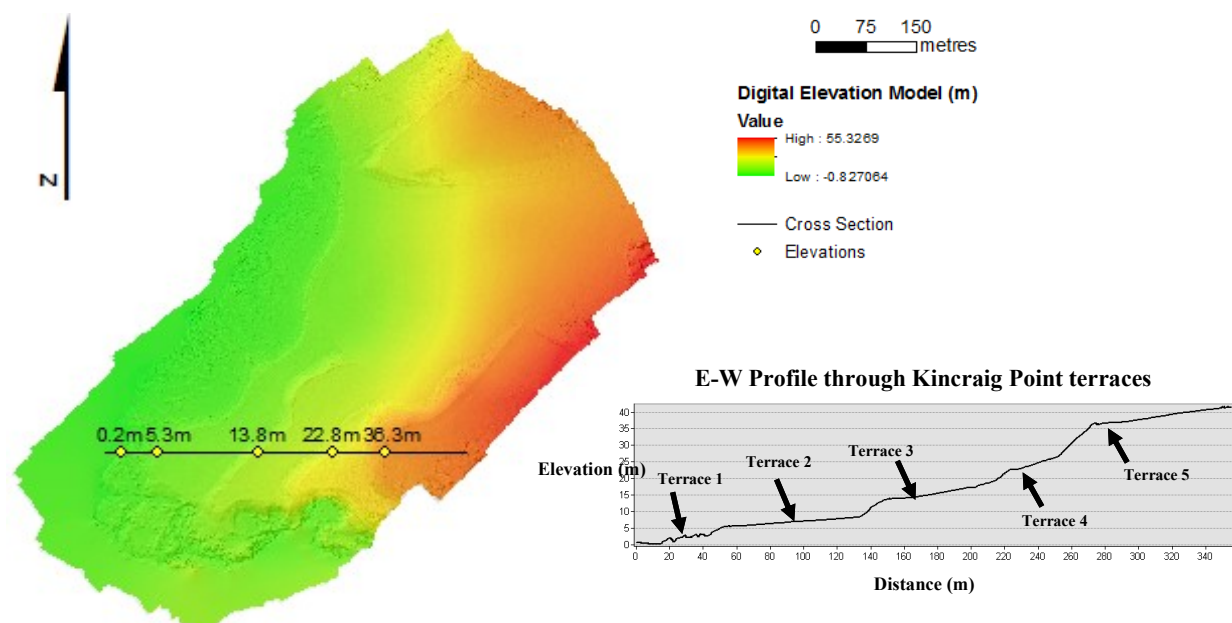 N
0 75 150
metres
Digital Elevation Model (m)
Value
High : 55.3269
Low : -0.827064
Cross Section
Elevations
0.2m 5.3m 13.8m 22.8m 36.3m
E-W Profile through Kincraig Point terraces
Elevation (m)
40
35
30
25
20
15
10
5
0
Terrace 1
Terrace 2
Terrace 3
Terrace 4
Terrace 5
0 20 40 60 80 100 120 140 160 180 200 220 240 260 280 300 320 340
Distance (m)